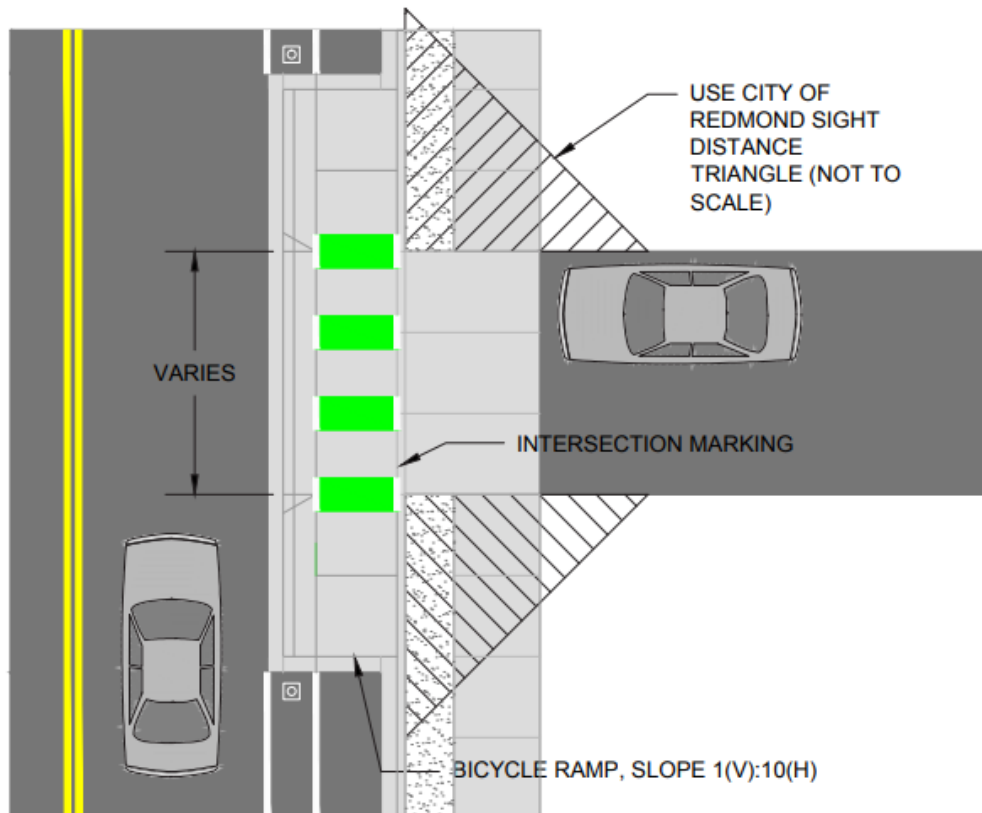 USE CITY OF
REDMOND SIGHT
DISTANCE
TRIANGLE (NOT TO
SCALE)
VARIES
INTERSECTION MARKING
BICYCLE RAMP, SLOPE 1(V):10(H)